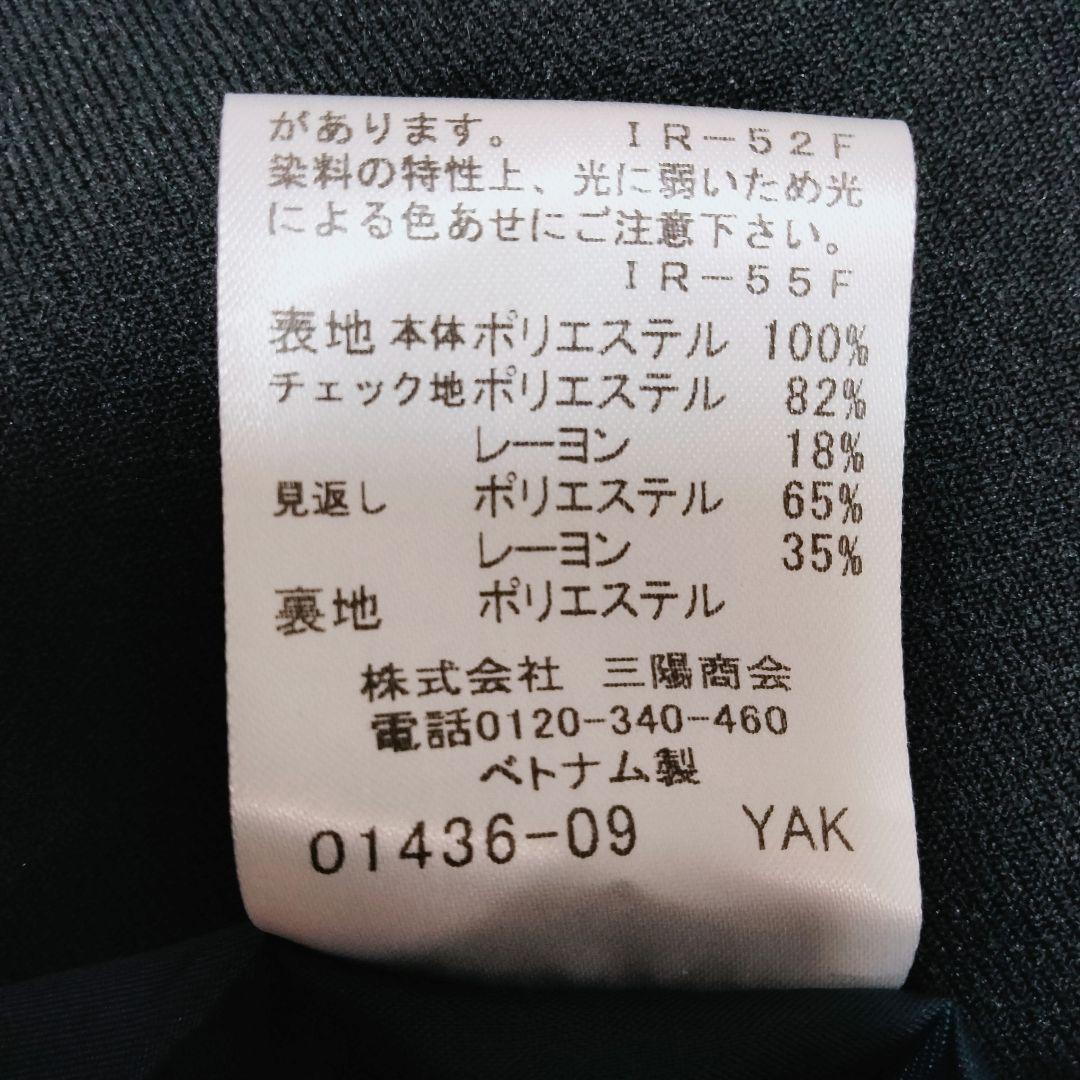 があります。 IR-52F
染料の特性上、光に弱いため光
による色あせにご注意下さい。
IR-55F
表地 本体 ポリエステル 100%
チェック地 ポリエステル 82%
レーヨン 18%
見返し ポリエステル 65%
レーヨン 35%
裏地 ポリエステル
株式会社 三陽商会
電話0120-340-460
ベトナム製
01436-09 YAK